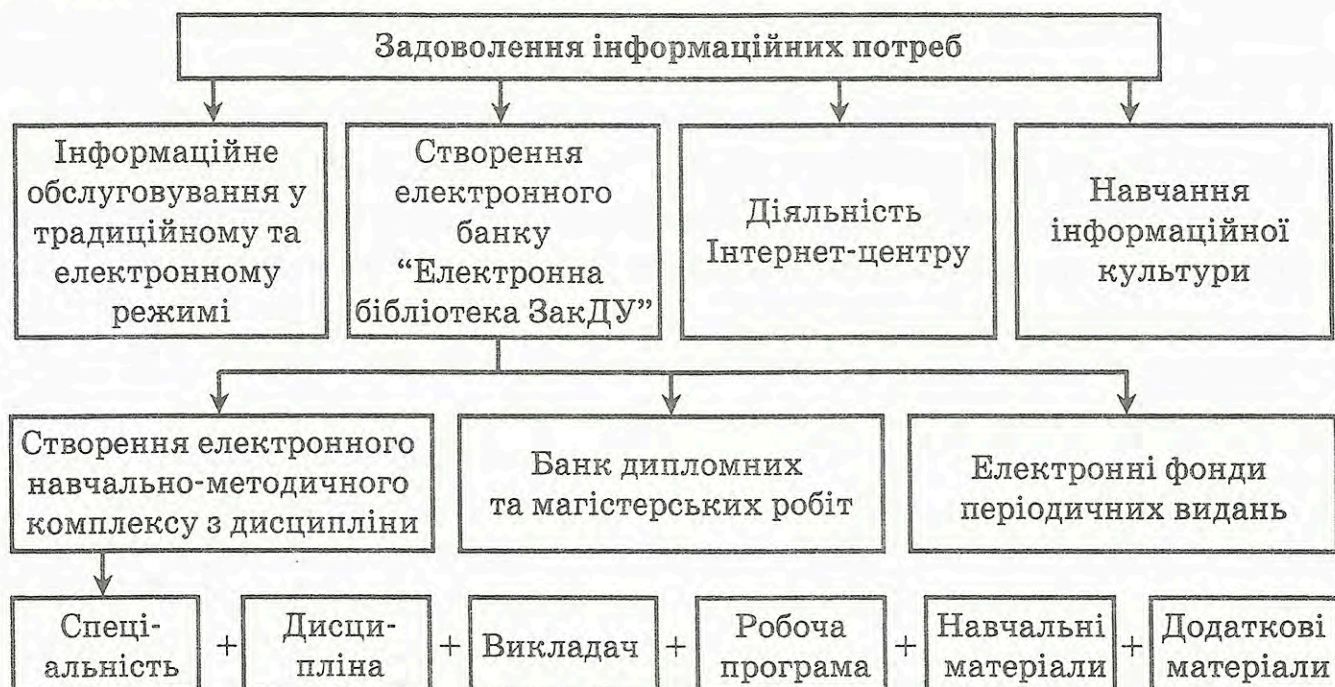 Задоволення інформаційних потреб
Інформаційне
обслуговування у
традиційному та
електронному
режимі
Створення
електронного
банку
“Електронна
бібліотека ЗакДУ”
Діяльність
Інтернет-центру
Навчання
інформаційної
культури
Створення електронного
навчально-методичного
комплексу з дисципліни
Банк дипломних
та магістерських робіт
Електронні фонди
періодичних видань
Спеці-
альність
+
Дисци-
пліна
+
Викладач
+
Робоча
програма
+
Навчальні
матеріали
+
Додаткові
матеріали